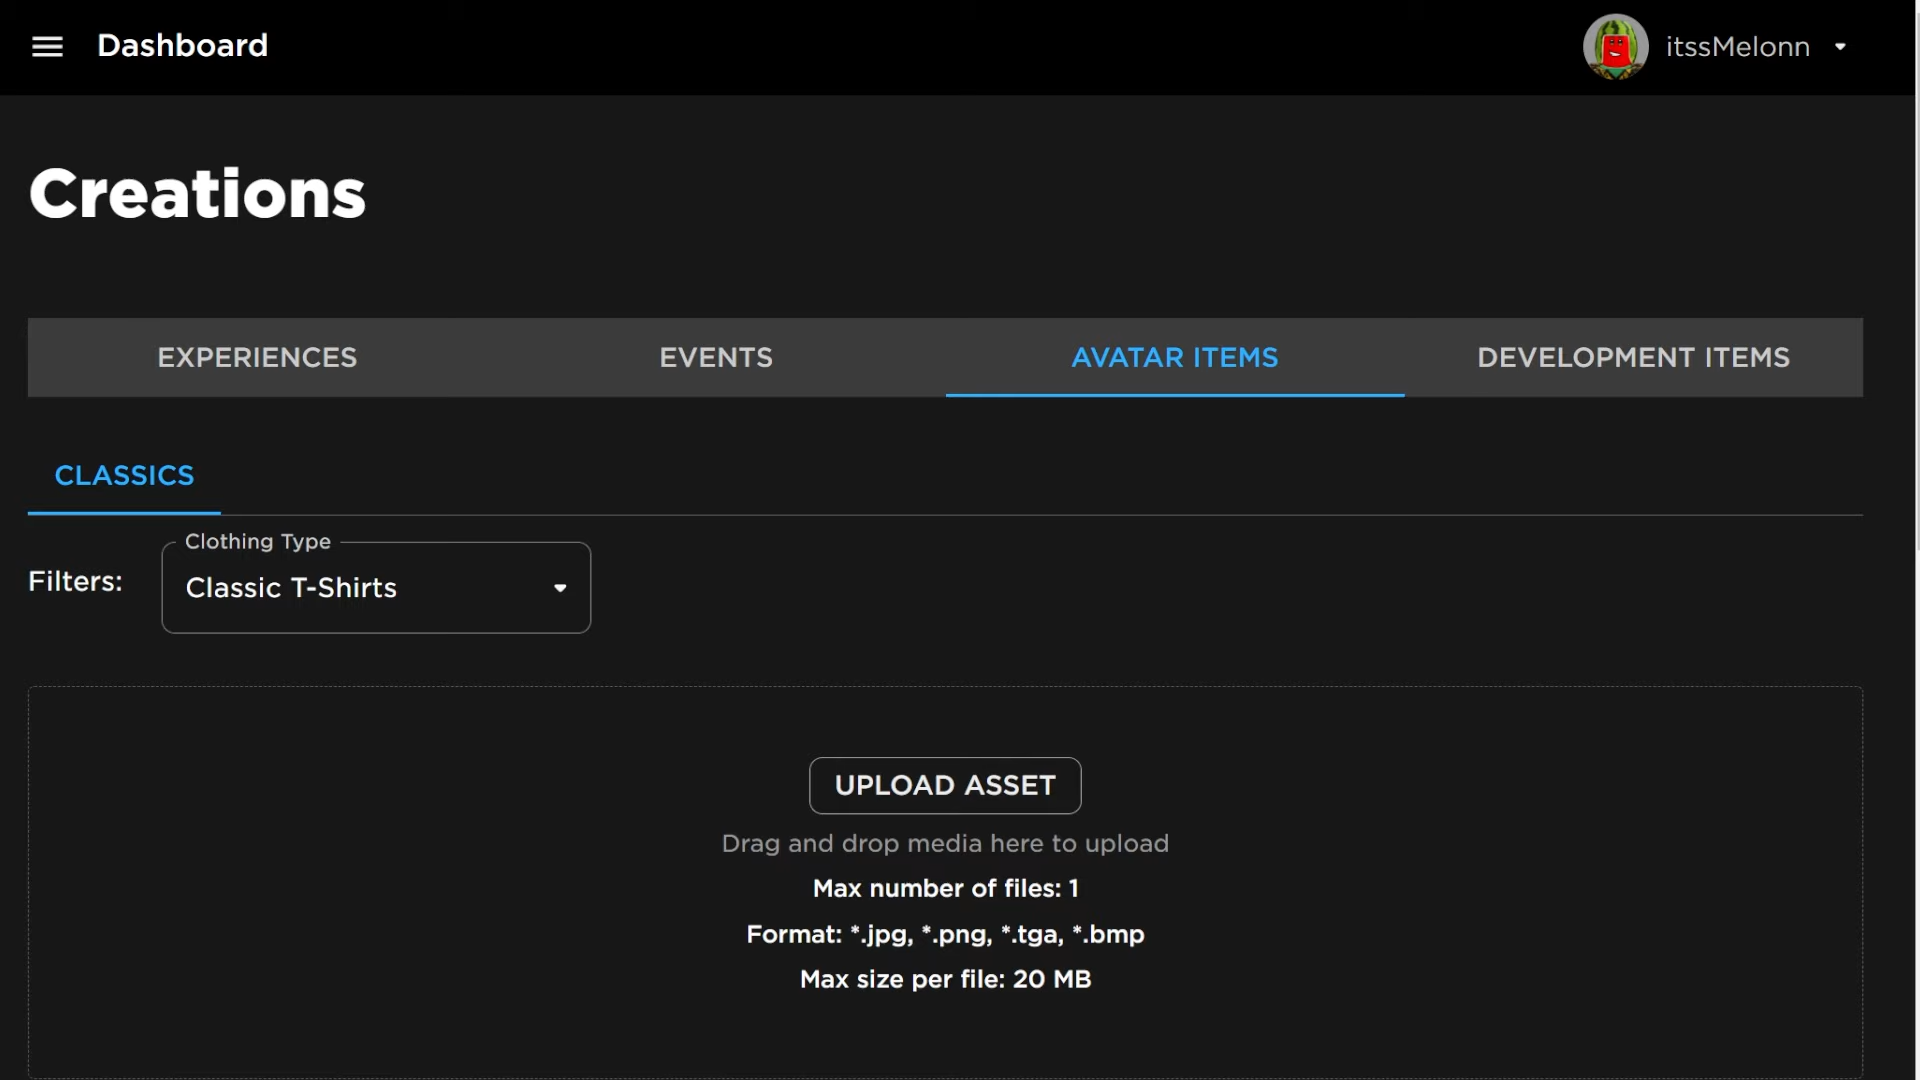 Dashboard
itssMelonn
Creations
EXPERIENCES
EVENTS
AVATAR ITEMS
DEVELOPMENT ITEMS
CLASSICS
Filters:
Clothing Type
Classic T-Shirts
UPLOAD ASSET
Drag and drop media here to upload
Max number of files: 1
Format: *.jpg, *.png, *.tga, *.bmp
Max size per file: 20 MB